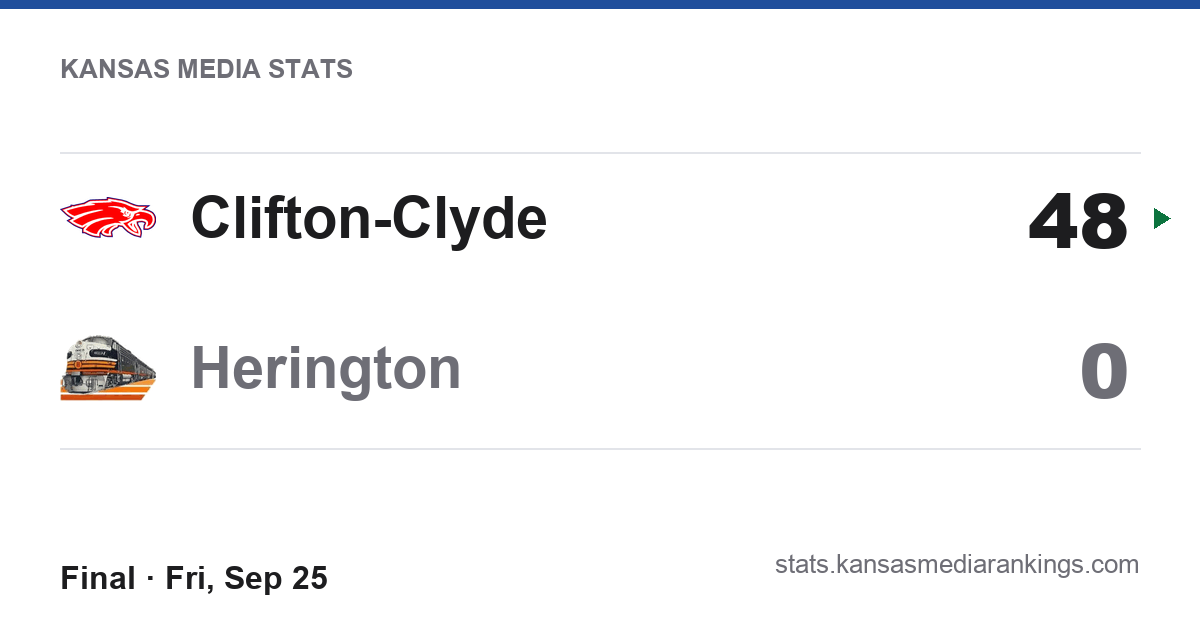 KANSAS MEDIA STATS
Clifton-Clyde 48
Herington 0
Final · Fri, Sep 25
stats.kansasmediarankings.com